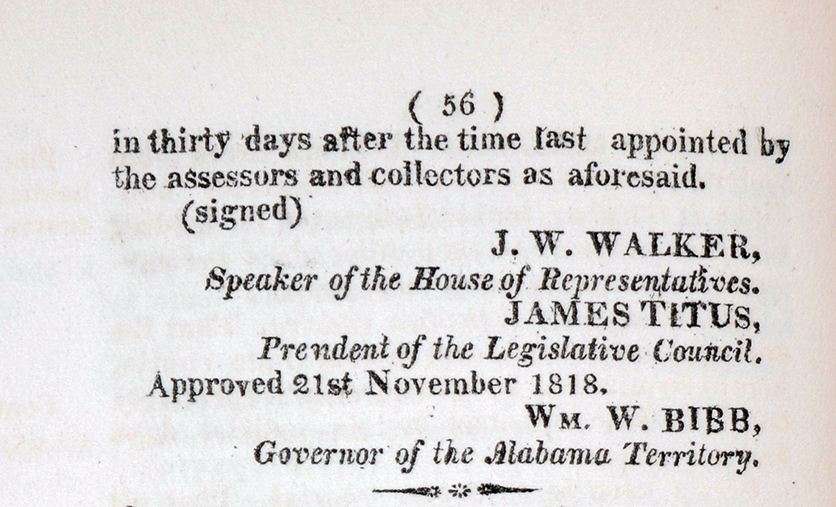 ( 56 )
in thirty days after the time last appointed by
the assessors and collectors as aforesaid.
(signed)
J. W. WALKER,
Speaker of the House of Representatives.
JAMES TITUS,
Prendent of the Legislative Council.
Approved 21st November 1818.
WM. W. BIBB,
Governor of the Alabama Territory.